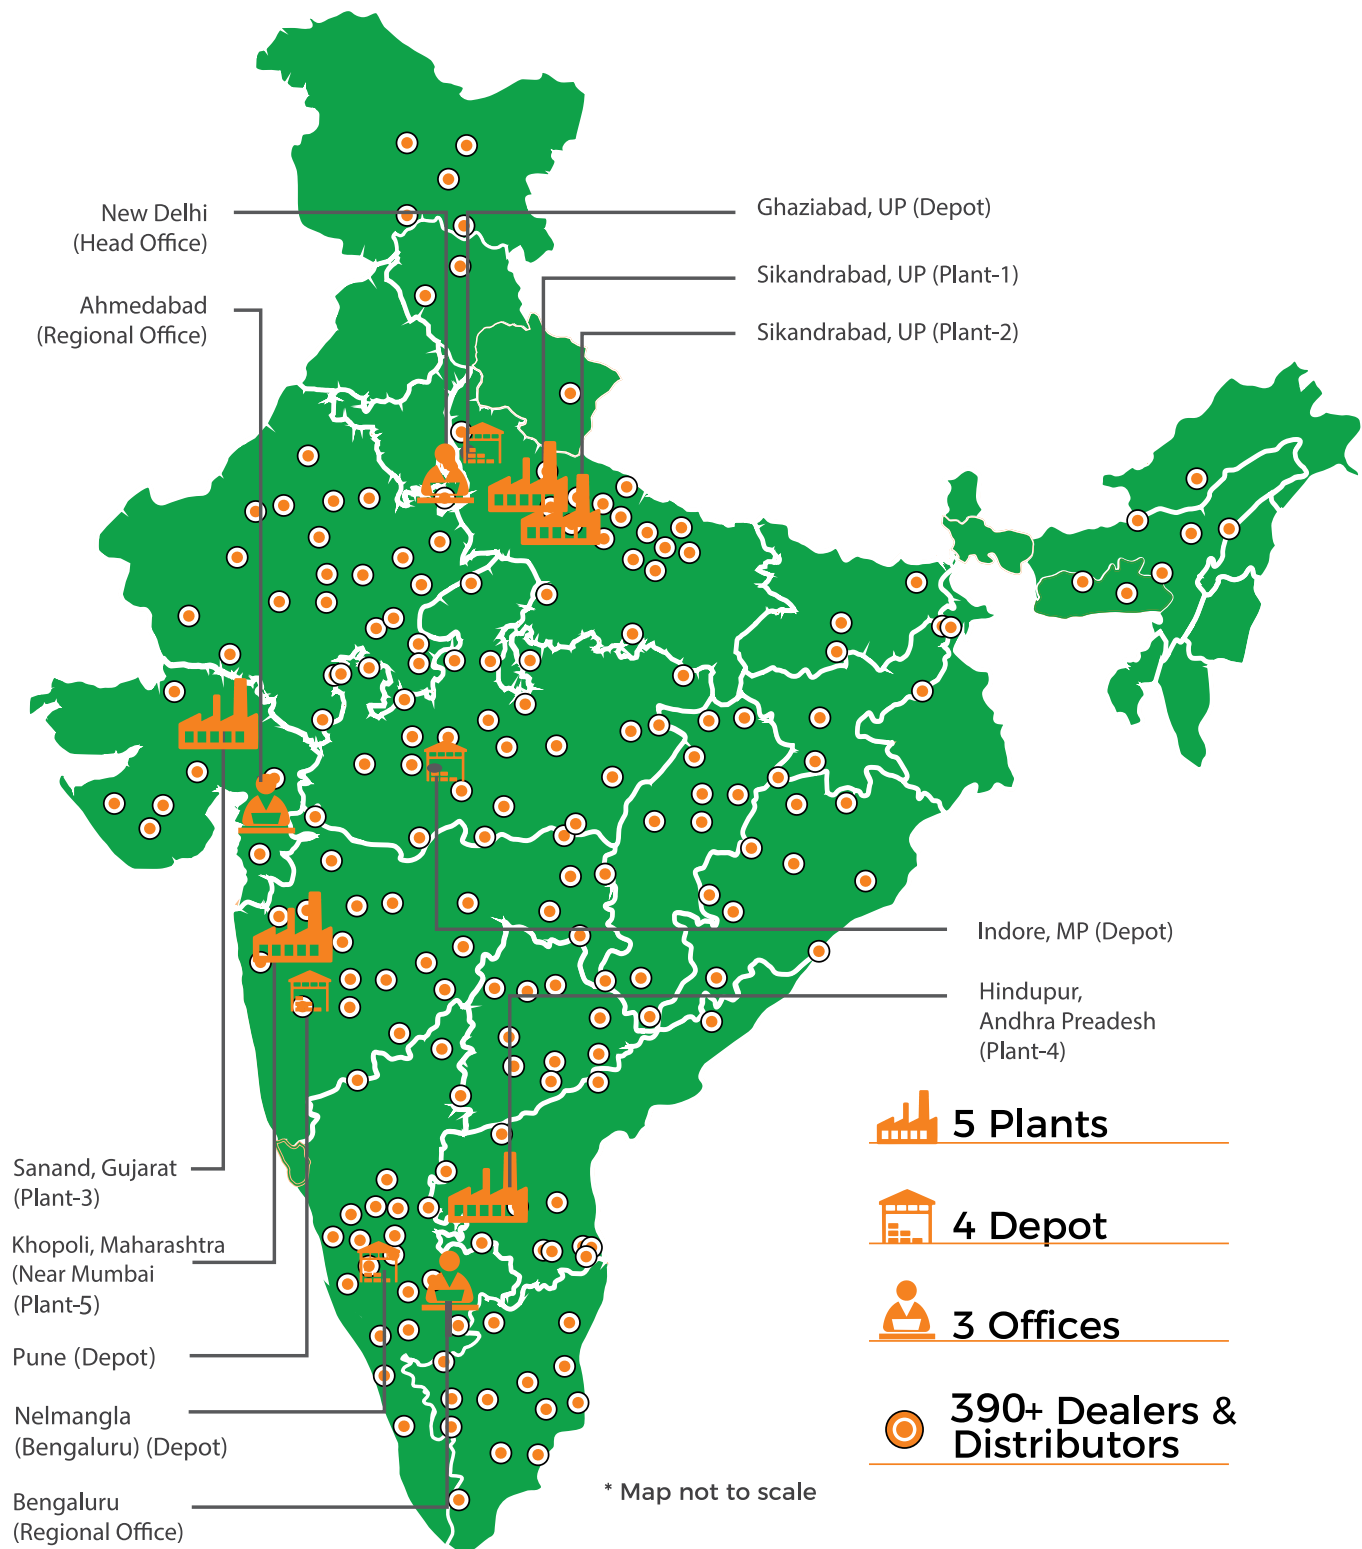 New Delhi
(Head Office)
Ahmedabad
(Regional Office)
Ghaziabad, UP (Depot)
Sikandrabad, UP (Plant-1)
Sikandrabad, UP (Plant-2)
Indore, MP (Depot)
Hindupur,
Andhra Preadesh
(Plant-4)
5 Plants
4 Depot
3 Offices
390+ Dealers &
Distributors
Sanand, Gujarat
(Plant-3)
Khopoli, Maharashtra
(Near Mumbai
(Plant-5)
Pune (Depot)
Nelmangla
(Bengaluru) (Depot)
Bengaluru
(Regional Office)
* Map not to scale